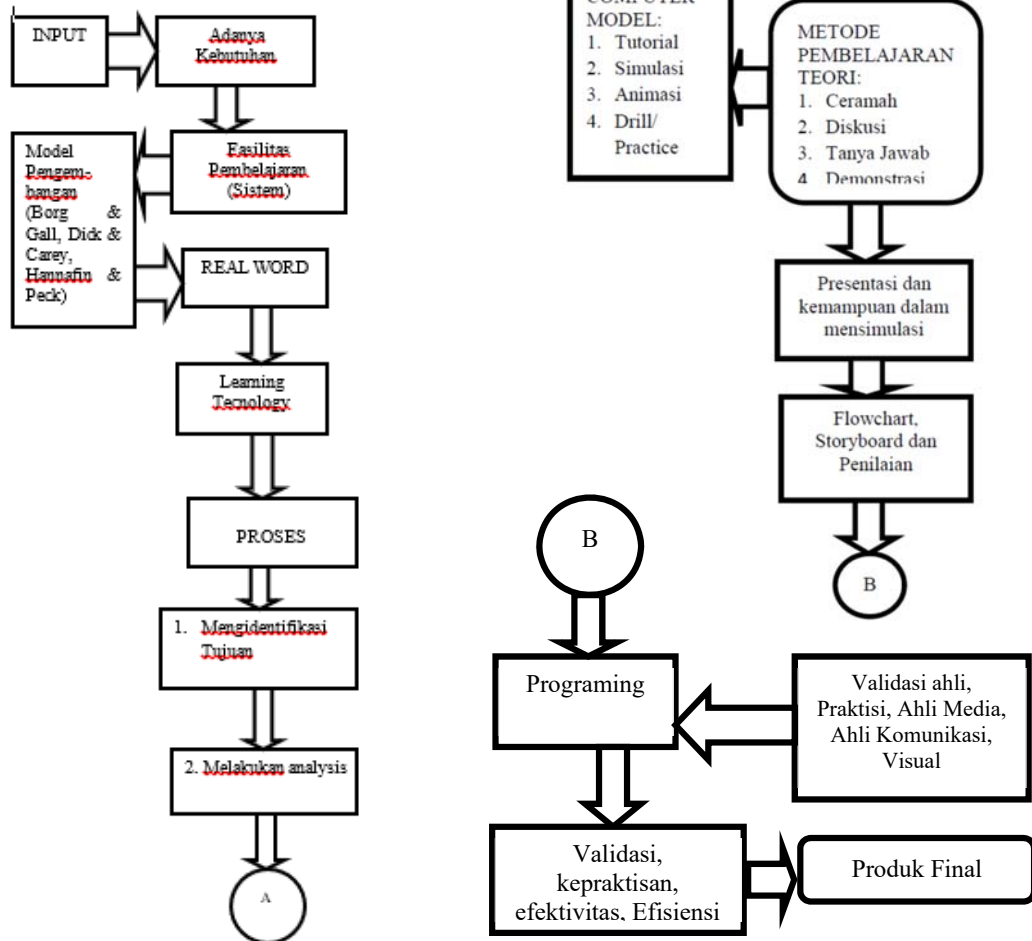 INPUT
Adanya
Kebutuhan
Fasilitas
Pembelajaran
(Sistem)
Model
Pengem-
bangan
(Borg &
Gall, Dick &
Carey,
Hannafin &
Peck)
REAL WORD
Learning
Tecnology
PROSES
1. Mengidentifikasi
Tujuan
2. Melakukan analysis
A
COMPUTER
MODEL:
1. Tutorial
2. Simulasi
3. Animasi
4. Drill/
Practice
METODE
PEMBELAJARAN
TEORI:
1. Ceramah
2. Diskusi
3. Tanya Jawab
4 Demonstrasi
Presentasi dan
kemampuan dalam
mensimulasi
Flowchart,
Storyboard dan
Penilaian
B
B
Programing
Validasi ahli,
Praktisi, Ahli Media,
Ahli Komunikasi,
Visual
Validasi,
kepraktisan,
efektivitas, Efisiensi
Produk Final